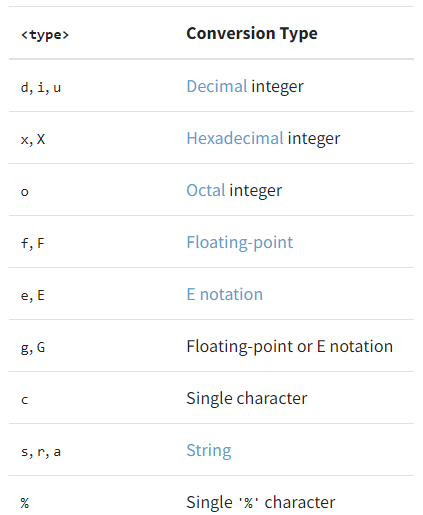 <type> Conversion Type
d, i, u Decimal integer
x, X Hexadecimal integer
o Octal integer
f, F Floating-point
e, E E notation
g, G Floating-point or E notation
c Single character
s, r, a String
% Single '%' character